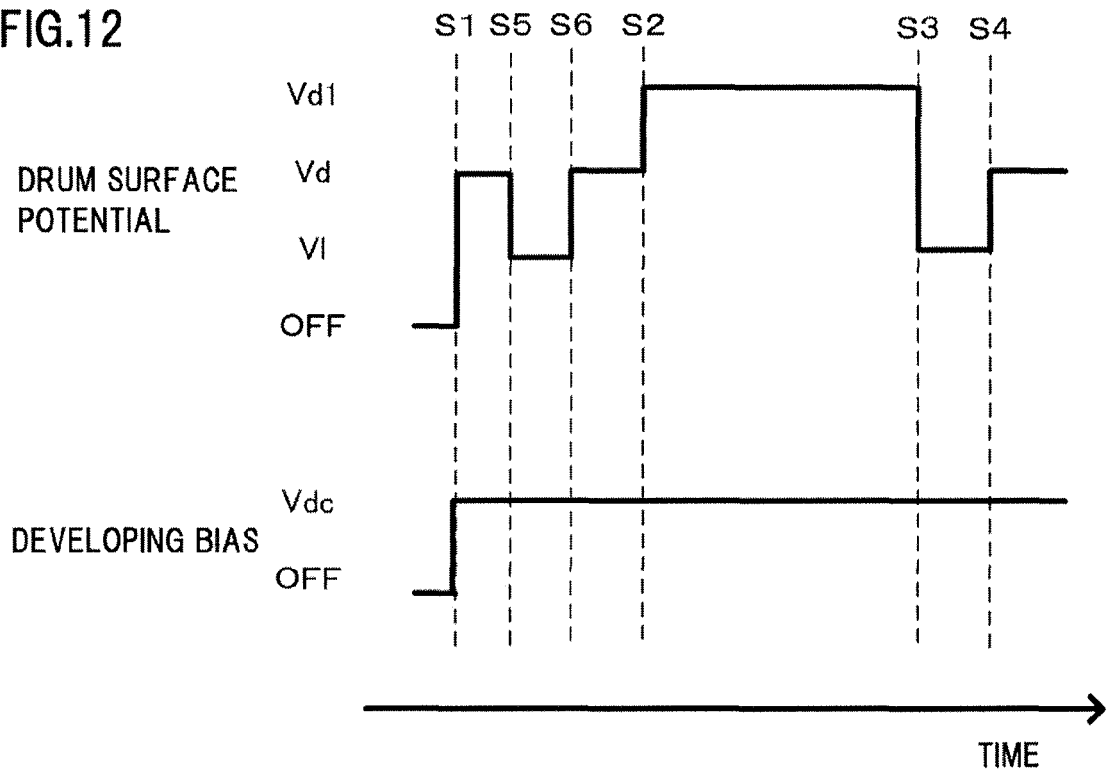 FIG.12
S1 S5 S6 S2 S3 S4
Vd1
DRUM SURFACE
POTENTIAL
Vd
Vl
OFF
Vdc
DEVELOPING BIAS
OFF
TIME